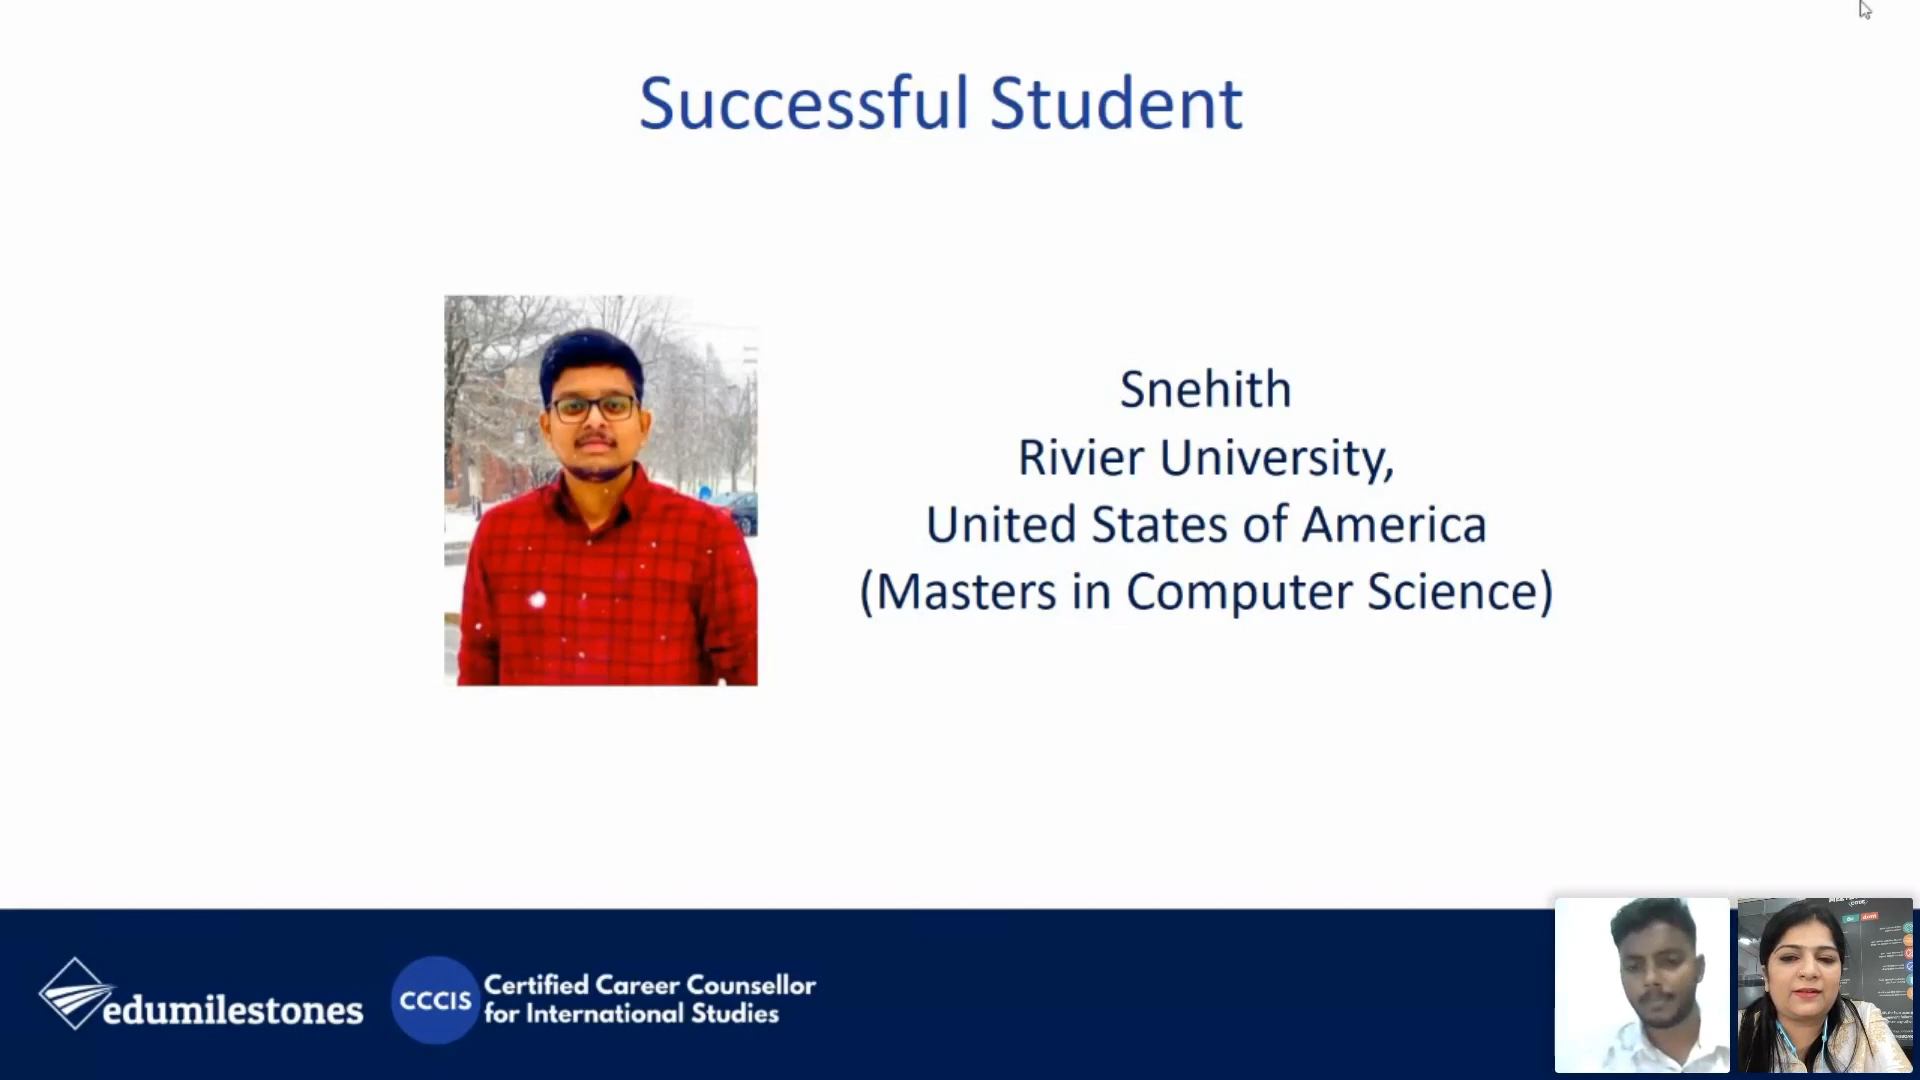 Successful Student
Snehith
Rivier University,
United States of America
(Masters in Computer Science)
edumilestones
CCCIS
Certified Career Counsellor
for International Studies